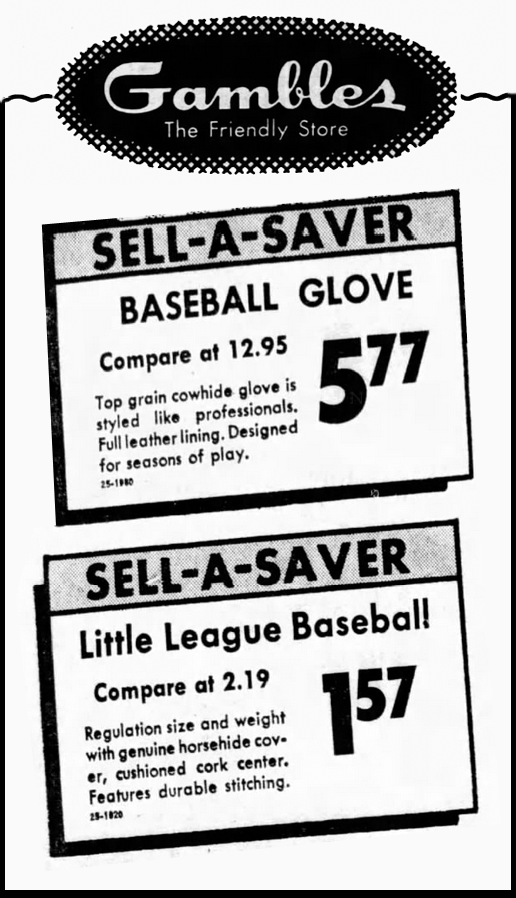 Gambles
The Friendly Store
SELL-A-SAVER
BASEBALL GLOVE
Compare at 12.95
5 77
Top grain cowhide glove is
styled like professionals.
Full leather lining. Designed
for seasons of play.
25-1980
SELL-A-SAVER
Little League Baseball!
Compare at 2.19
1 57
Regulation size and weight
with genuine horsehide cov-
er, cushioned cork center.
Features durable stitching.
25-1820